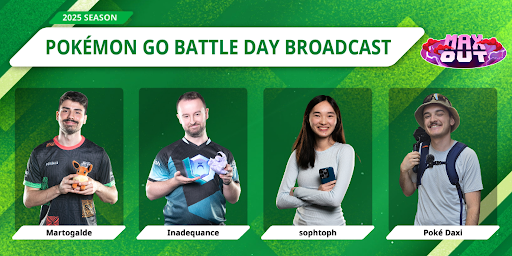 2025 SEASON
POKÉMON GO BATTLE DAY BROADCAST
MAX
OUT
Martogalde
Inadequance
sophtoph
Poké Daxi